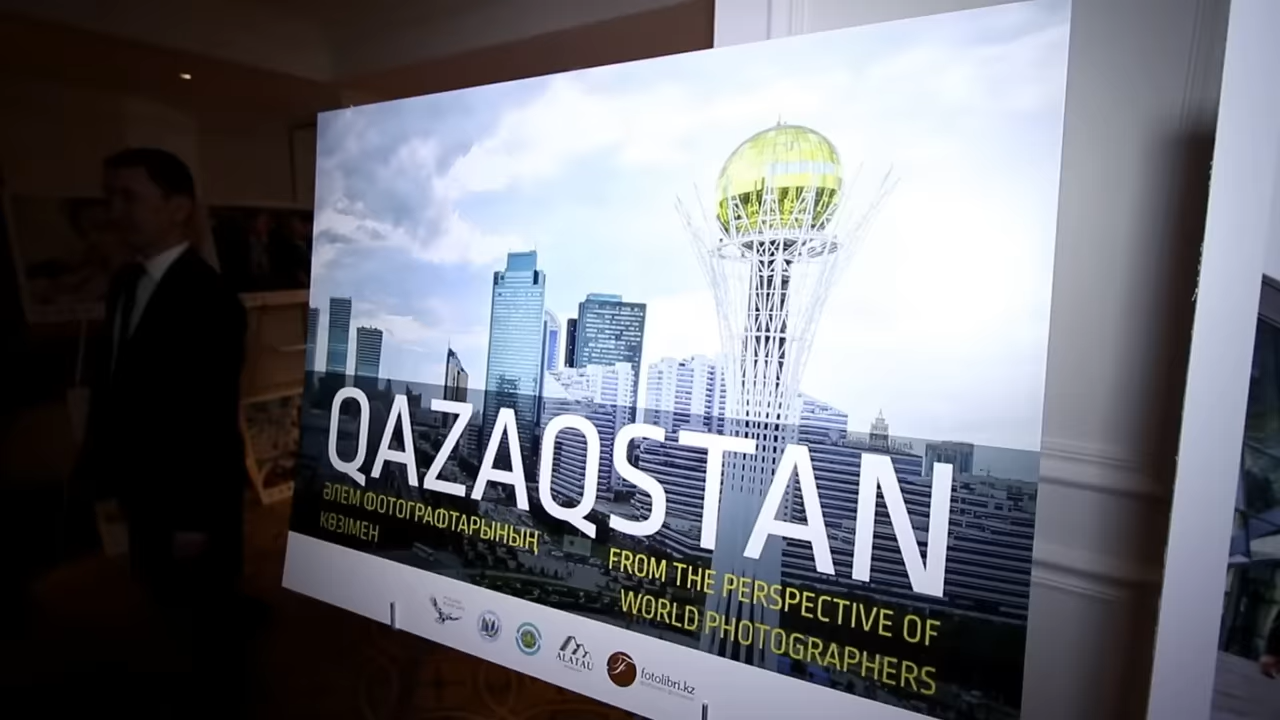 QAZAQSTAN
ӘЛЕМ ФОТОГРАФТАРЫНЫҢ
КӨЗІМЕН
FROM THE PERSPECTIVE OF
WORLD PHOTOGRAPHERS
ALATAU
fotolibri.kz